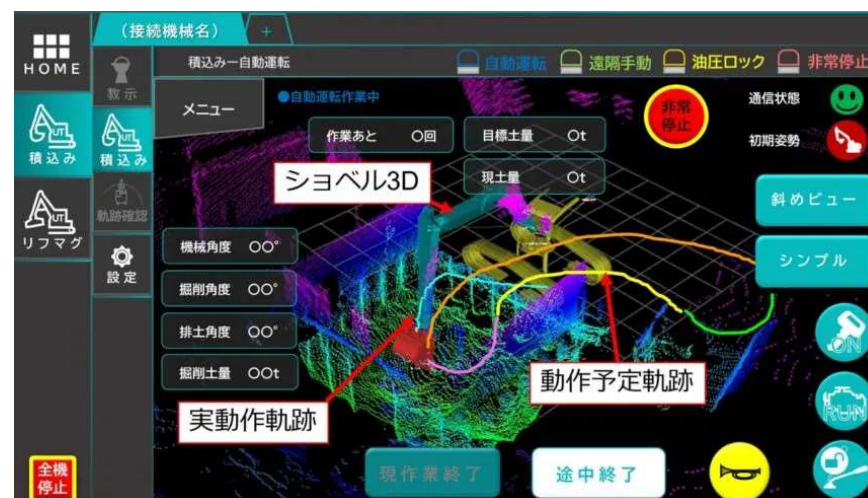 (接続機械名)
+
HOME
積込みー自動運転
自動運転
遠隔手動
油圧ロック
非常停止
教示
メニュー
●自動運転作業中
非常
停止
通信状態
作業あと 〇回
目標土量 〇t
初期姿勢
UT
積込み
UT
積込み
ショベル3D
現土量 〇t
斜めビュー
軌跡確認
リフマグ
機械角度 〇〇°
シンプル
設定
掘削角度 〇〇°
排土角度 〇〇°
ON
掘削土量 〇〇t
動作予定軌跡
実動作軌跡
RUN
全機
停止
現作業終了
途中終了